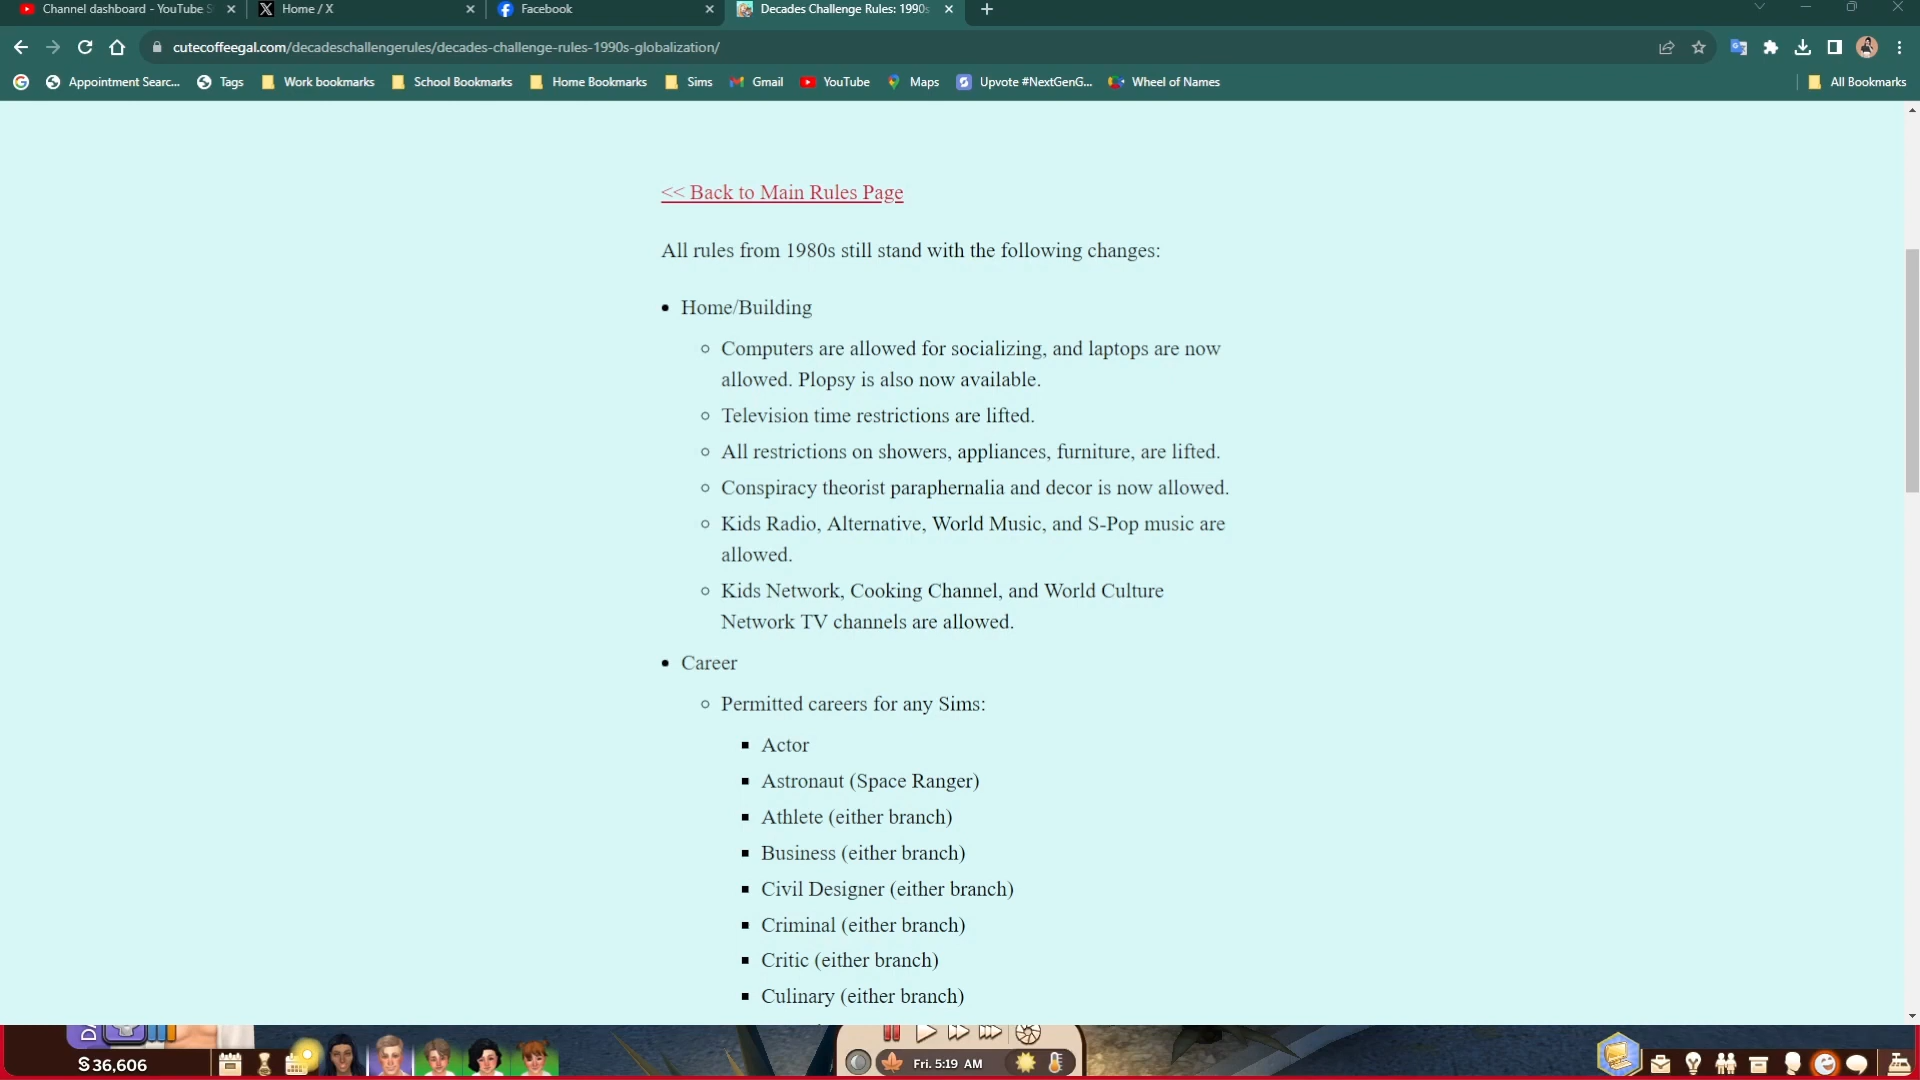 Channel dashboard - YouTube S
Home / X
Facebook
Decades Challenge Rules: 1990s
cutecoffeegal.com/decadeschallengerules/decades-challenge-rules-1990s-globalization/
Appointment Searc...
Tags
Work bookmarks
School Bookmarks
Home Bookmarks
Sims
Gmail
YouTube
Maps
Upvote #NextGenG...
Wheel of Names
All Bookmarks
<< Back to Main Rules Page
All rules from 1980s still stand with the following changes:
Home/Building
Computers are allowed for socializing, and laptops are now
allowed. Plopsy is also now available.
Television time restrictions are lifted.
All restrictions on showers, appliances, furniture, are lifted.
Conspiracy theorist paraphernalia and decor is now allowed.
Kids Radio, Alternative, World Music, and S-Pop music are
allowed.
Kids Network, Cooking Channel, and World Culture
Network TV channels are allowed.
Career
Permitted careers for any Sims:
Actor
Astronaut (Space Ranger)
Athlete (either branch)
Business (either branch)
Civil Designer (either branch)
Criminal (either branch)
Critic (either branch)
Culinary (either branch)
§36,606
Fri. 5:19 AM